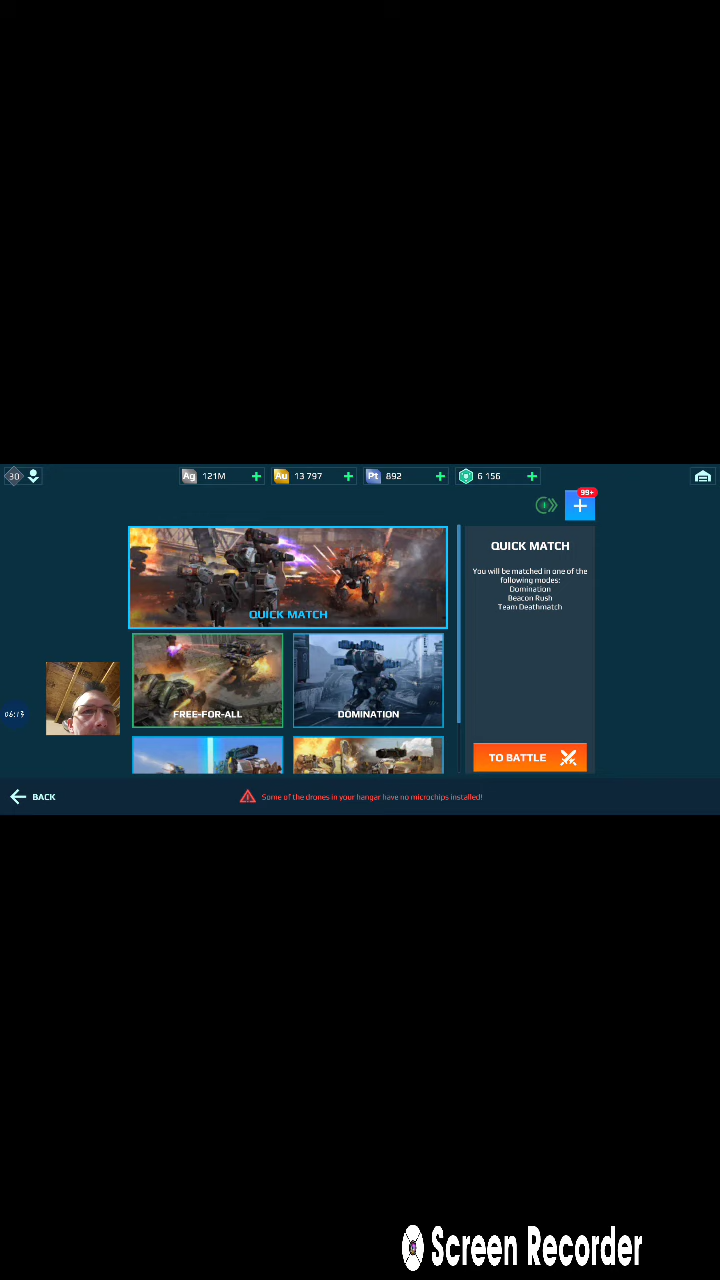 30
Ag 121M
Au 13 797
Pt 892
6 156
99+
QUICK MATCH
QUICK MATCH
You will be matched in one of the
following modes:
Domination
Beacon Rush
Team Deathmatch
FREE-FOR-ALL
DOMINATION
06:19
TO BATTLE
BACK
Some of the drones in your hangar have no microchips installed!
Screen Recorder